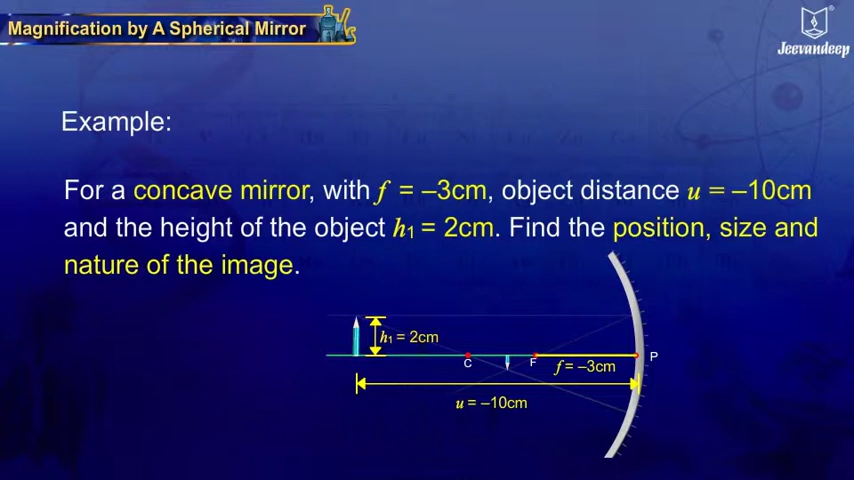 Magnification by A Spherical Mirror
Jeevandeep
Example:
For a concave mirror, with f = –3cm, object distance u = –10cm
and the height of the object h₁ = 2cm. Find the position, size and
nature of the image.
h₁ = 2cm
C
F
P
f = –3cm
u = –10cm